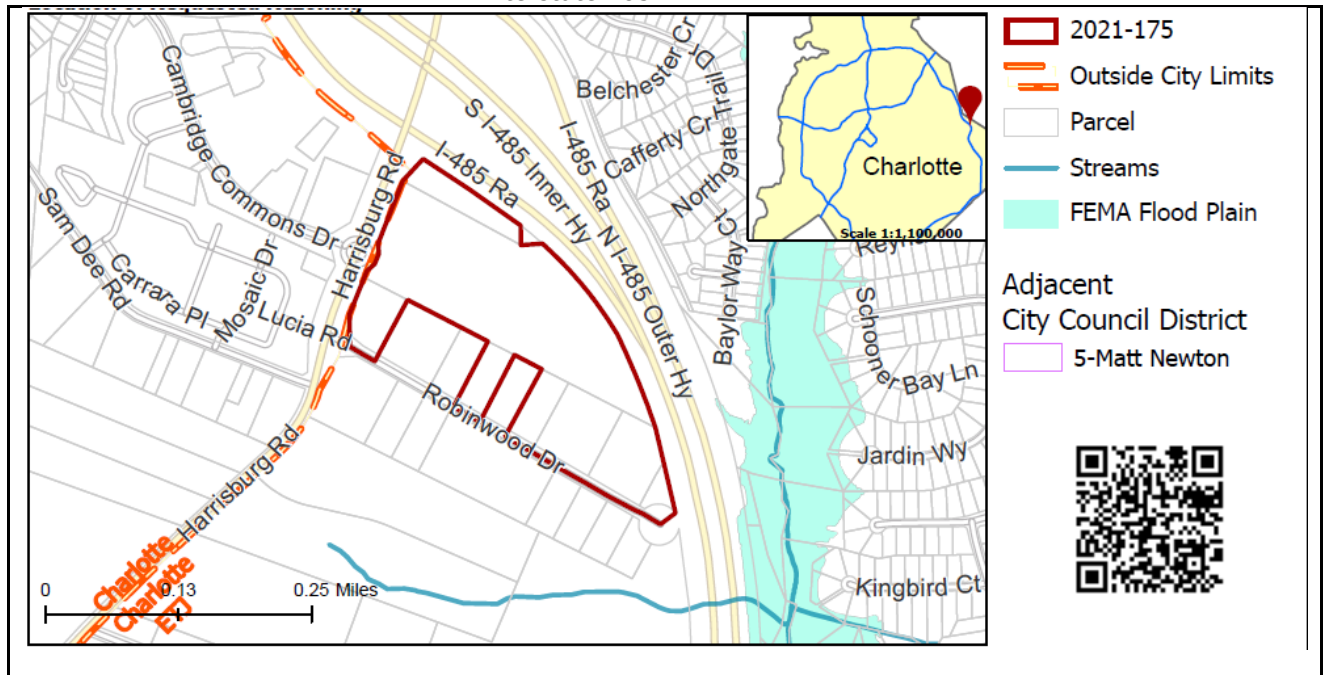 Location of Requested Rezoning
Cambridge Commons Dr
Sam Dee Rd
Carrara Pl
Mosaic Dr
Lucia Rd
Harrisburg Rd
Harrisburg Rd
Robinwood Dr
I-485 Ra
S I-485 Inner Hy
I-485 Ra
N I-485 Outer Hy
Belchester Cr
Cafferty Cr
Northgate Trail Dr
Baylor Way Ct
Schooner Bay Ln
Jardin Wy
Kingbird Ct
Charlotte
Charlotte
ETJ
0 0.13 0.25 Miles
Charlotte
Scale 1:1,100,000
2021-175
Outside City Limits
Parcel
Streams
FEMA Flood Plain
Adjacent
City Council District
5-Matt Newton